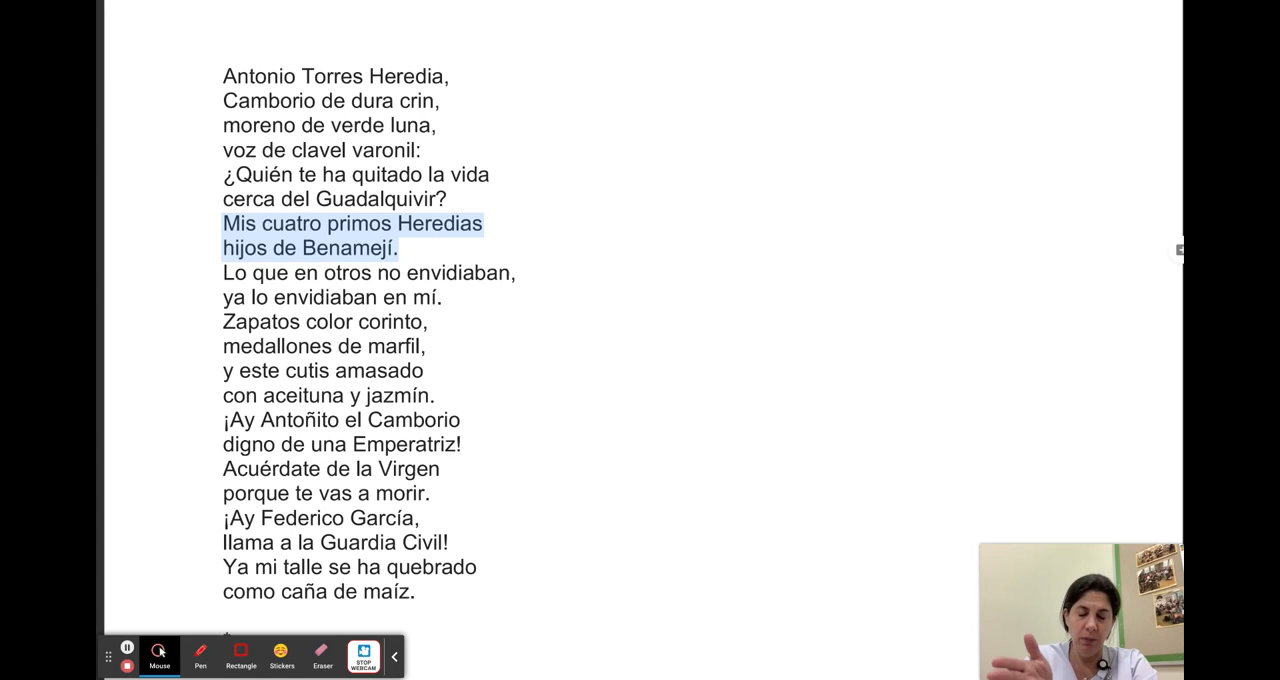 Antonio Torres Heredia,
Camborio de dura crin,
moreno de verde luna,
voz de clavel varonil:
¿Quién te ha quitado la vida
cerca del Guadalquivir?
Mis cuatro primos Heredias
hijos de Benamejí.
Lo que en otros no envidiaban,
ya lo envidiaban en mí.
Zapatos color corinto,
medallones de marfil,
y este cutis amasado
con aceituna y jazmín.
¡Ay Antoñito el Camborio
digno de una Emperatriz!
Acuérdate de la Virgen
porque te vas a morir.
¡Ay Federico García,
llama a la Guardia Civil!
Ya mi talle se ha quebrado
como caña de maíz.
Mouse
Pen
Rectangle
Stickers
Eraser
STOP
WEBCAM